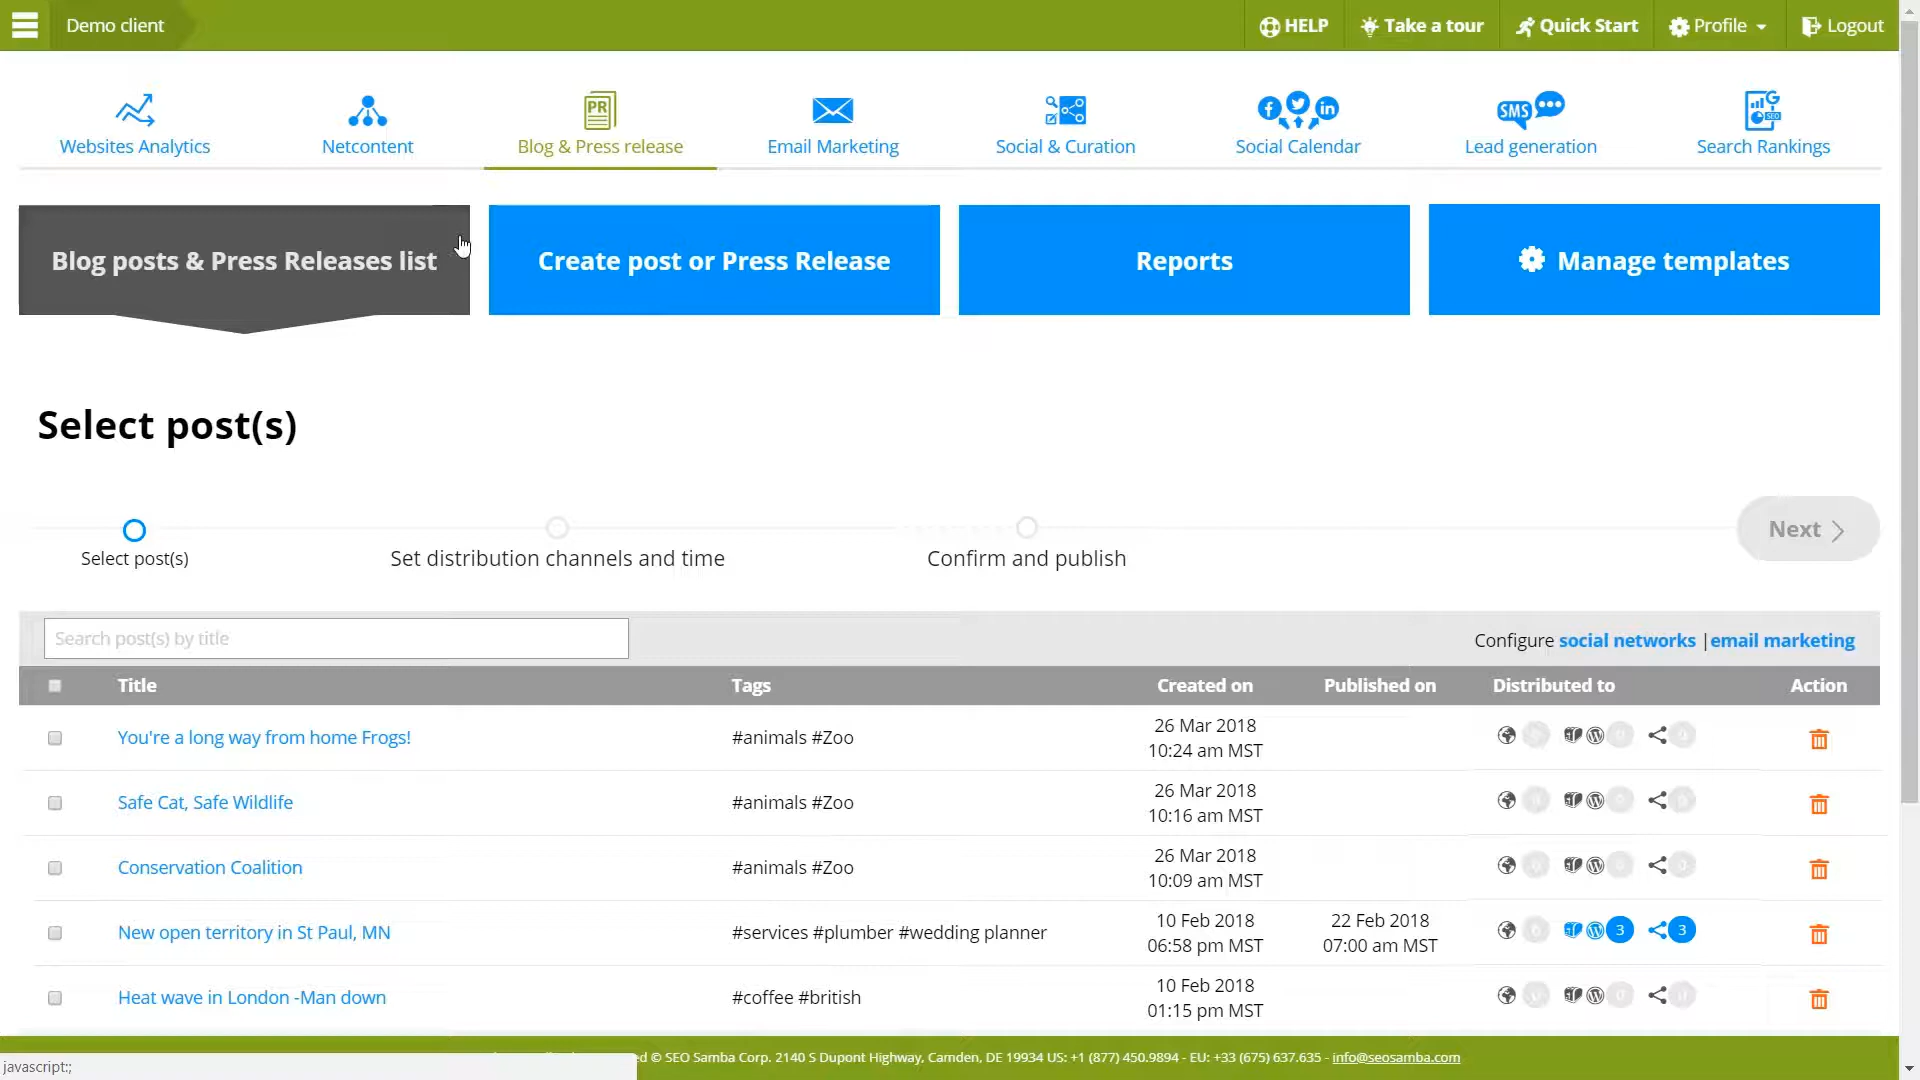 Demo client
HELP
Take a tour
Quick Start
Profile
Logout
PR
SMS
G
SEO
Websites Analytics
Netcontent
Blog & Press release
Email Marketing
Social & Curation
Social Calendar
Lead generation
Search Rankings
Blog posts & Press Releases list
Create post or Press Release
Reports
Manage templates
Select post(s)
Next
Select post(s)
Set distribution channels and time
Confirm and publish
Search post(s) by title
Configure social networks | email marketing
Title Tags Created on Published on Distributed to Action
You're a long way from home Frogs! #animals #Zoo 26 Mar 2018
10:24 am MST
Safe Cat, Safe Wildlife #animals #Zoo 26 Mar 2018
10:16 am MST
Conservation Coalition #animals #Zoo 26 Mar 2018
10:09 am MST
New open territory in St Paul, MN #services #plumber #wedding planner 10 Feb 2018 22 Feb 2018 3 3
06:58 pm MST 07:00 am MST
Heat wave in London -Man down #coffee #british 10 Feb 2018
01:15 pm MST
© SEO Samba Corp. 2140 S Dupont Highway, Camden, DE 19934 US: +1 (877) 450.9894 - EU: +33 (675) 637.635 - info@seosamba.com
javascript:;